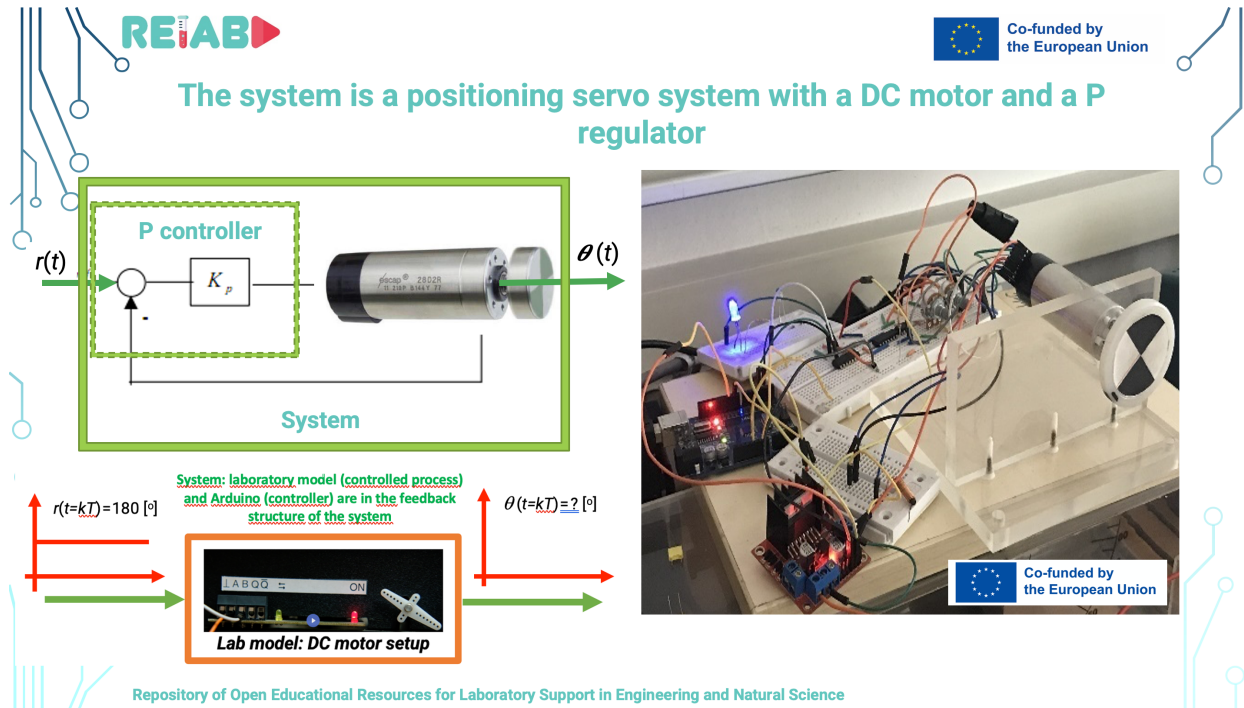 RELAB
Co-funded by
the European Union
The system is a positioning servo system with a DC motor and a P
regulator
P controller
r(t)
K p
-
escap® 2802R
θ (t)
System
System: laboratory model (controlled process)
and Arduino (controller) are in the feedback
structure of the system
r(t=kT)=180 [º]
θ (t=kT)=? [º]
⊥ A B Q Q̅ ⇆ ON
Lab model: DC motor setup
Co-funded by
the European Union
Repository of Open Educational Resources for Laboratory Support in Engineering and Natural Science